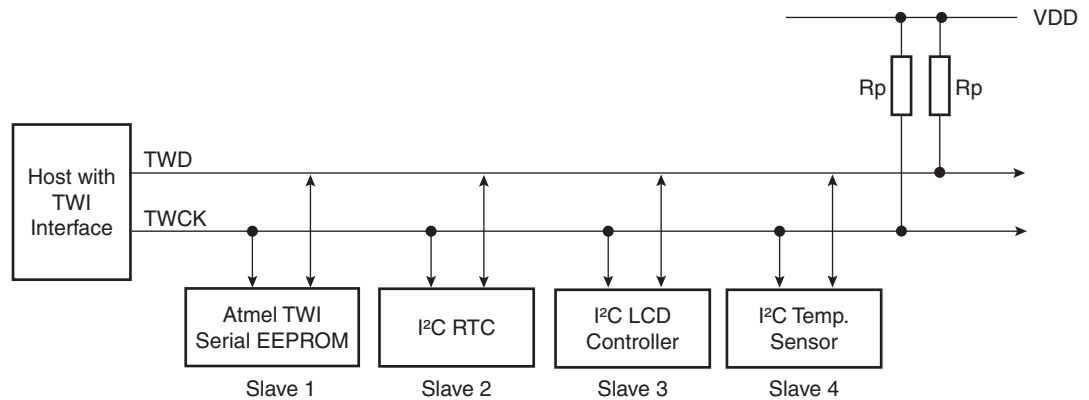 VDD
Rp
Rp
Host with
TWI
Interface
TWD
TWCK
Atmel TWI
Serial EEPROM
I²C RTC
I²C LCD
Controller
I²C Temp.
Sensor
Slave 1
Slave 2
Slave 3
Slave 4